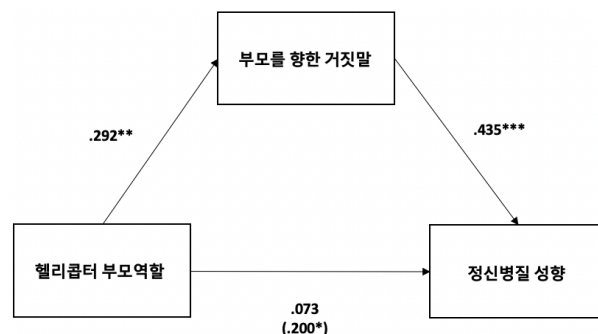 부모를 향한 거짓말
.292**
.435***
헬리콥터 부모역할
정신병질 성향
.073
(.200*)